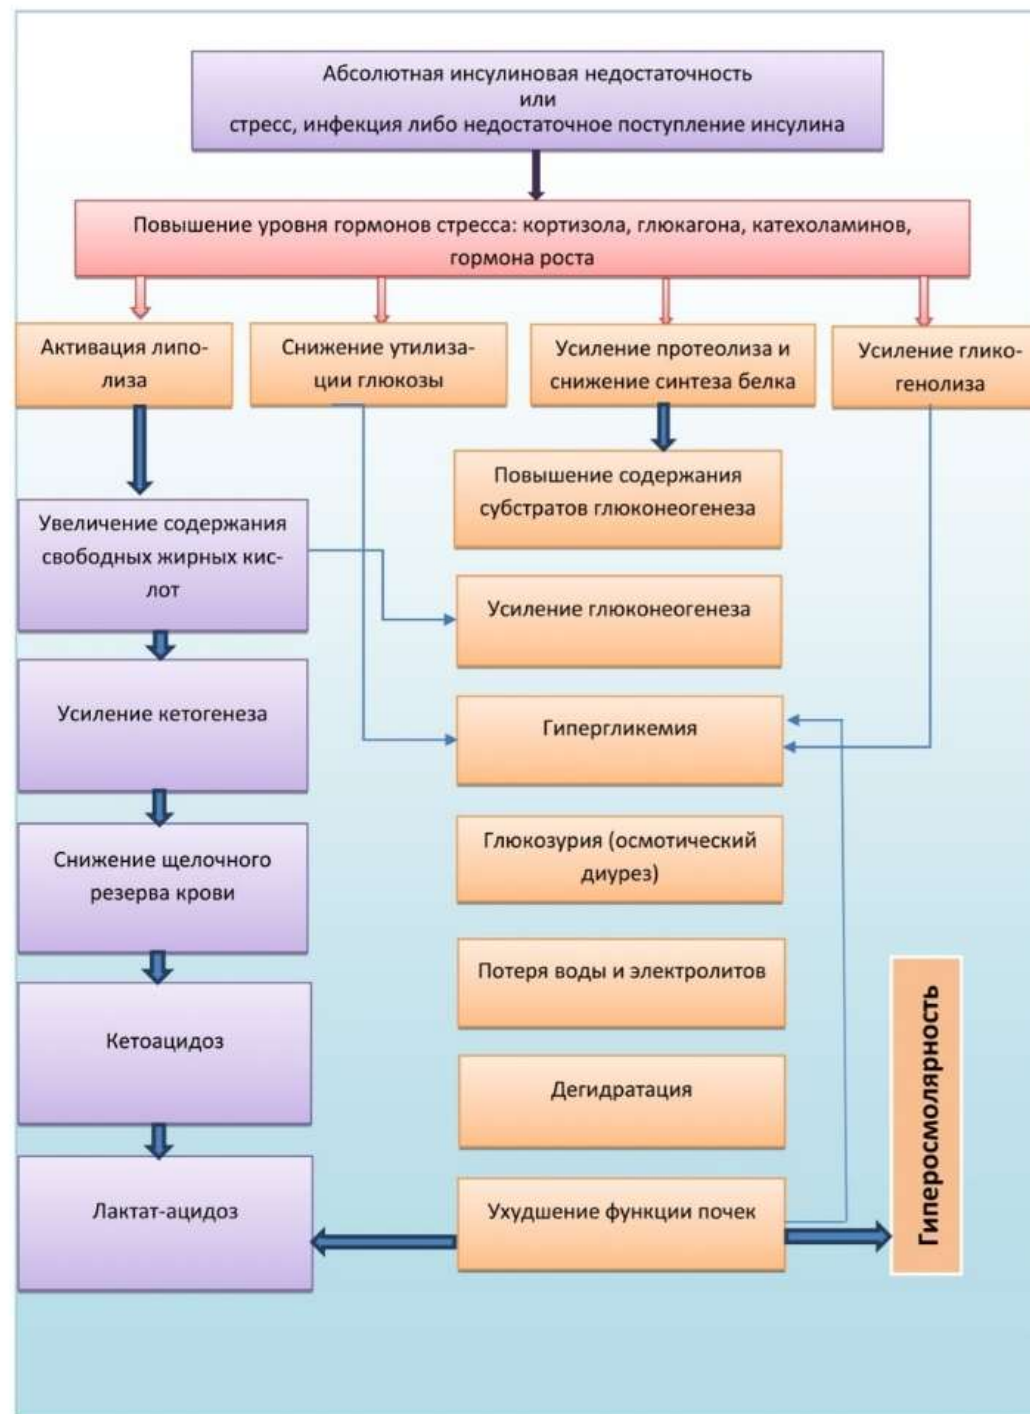 Абсолютная инсулиновая недостаточность
или
стресс, инфекция либо недостаточное поступление инсулина
Повышение уровня гормонов стресса: кортизола, глюкагона, катехоламинов,
гормона роста
Активация липо-
лиза
Снижение утилиза-
ции глюкозы
Усиление протеолиза и
снижение синтеза белка
Усиление глико-
генолиза
Повышение содержания
субстратов глюконеогенеза
Увеличение содержания
свободных жирных кис-
лот
Усиление глюконеогенеза
Усиление кетогенеза
Гипергликемия
Глюкозурия (осмотический
диурез)
Снижение щелочного
резерва крови
Потеря воды и электролитов
Кетоацидоз
Дегидратация
Гиперосмолярность
Лактат-ацидоз
Ухудшение функции почек